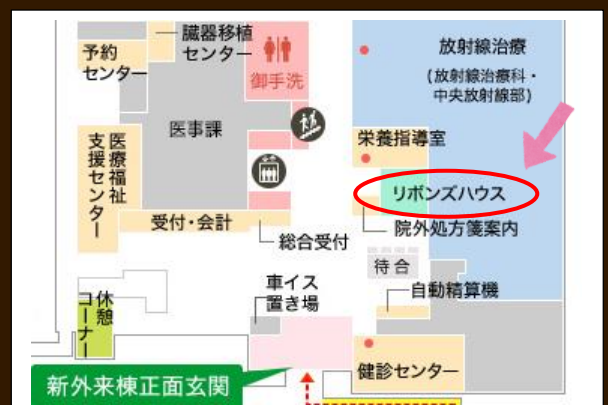 臓器移植
センター
予約
センター
御手洗
放射線治療
(放射線治療科・
中央放射線部)
医事課
栄養指導室
医療福祉
支援センター
リボンズハウス
受付・会計
総合受付
院外処方箋案内
待合
車イス
置き場
自動精算機
休憩
コーナー
健診センター
新外来棟正面玄関